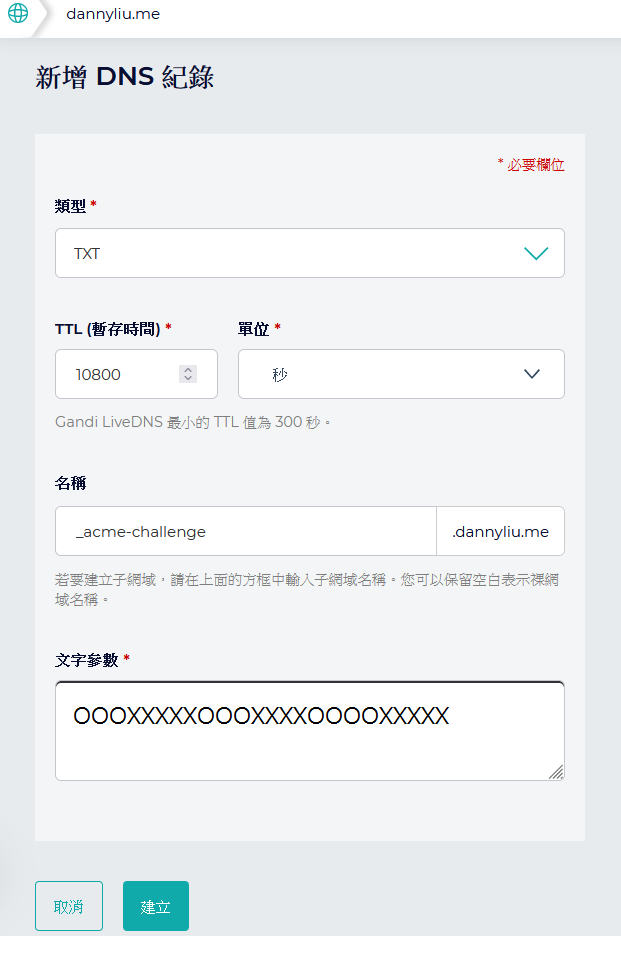 dannyliu.me
新增 DNS 紀錄
* 必要欄位
類型 *
TXT
TTL (暫存時間) * 單位 *
10800 秒
Gandi LiveDNS 最小的 TTL 值為 300 秒。
名稱
_acme-challenge .dannyliu.me
若要建立子網域，請在上面的方框中輸入子網域名稱。您可以保留空白表示裸網
域名稱。
文字參數 *
OOOXXXXXOOOXXXXOOOOXXXXX
取消 建立